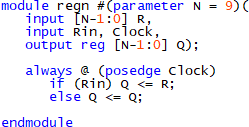 module regn #(parameter N = 9)(
input [N-1:0] R,
input Rin, Clock,
output reg [N-1:0] Q);
always @ (posedge Clock)
if (Rin) Q <= R;
else Q <= Q;
endmodule